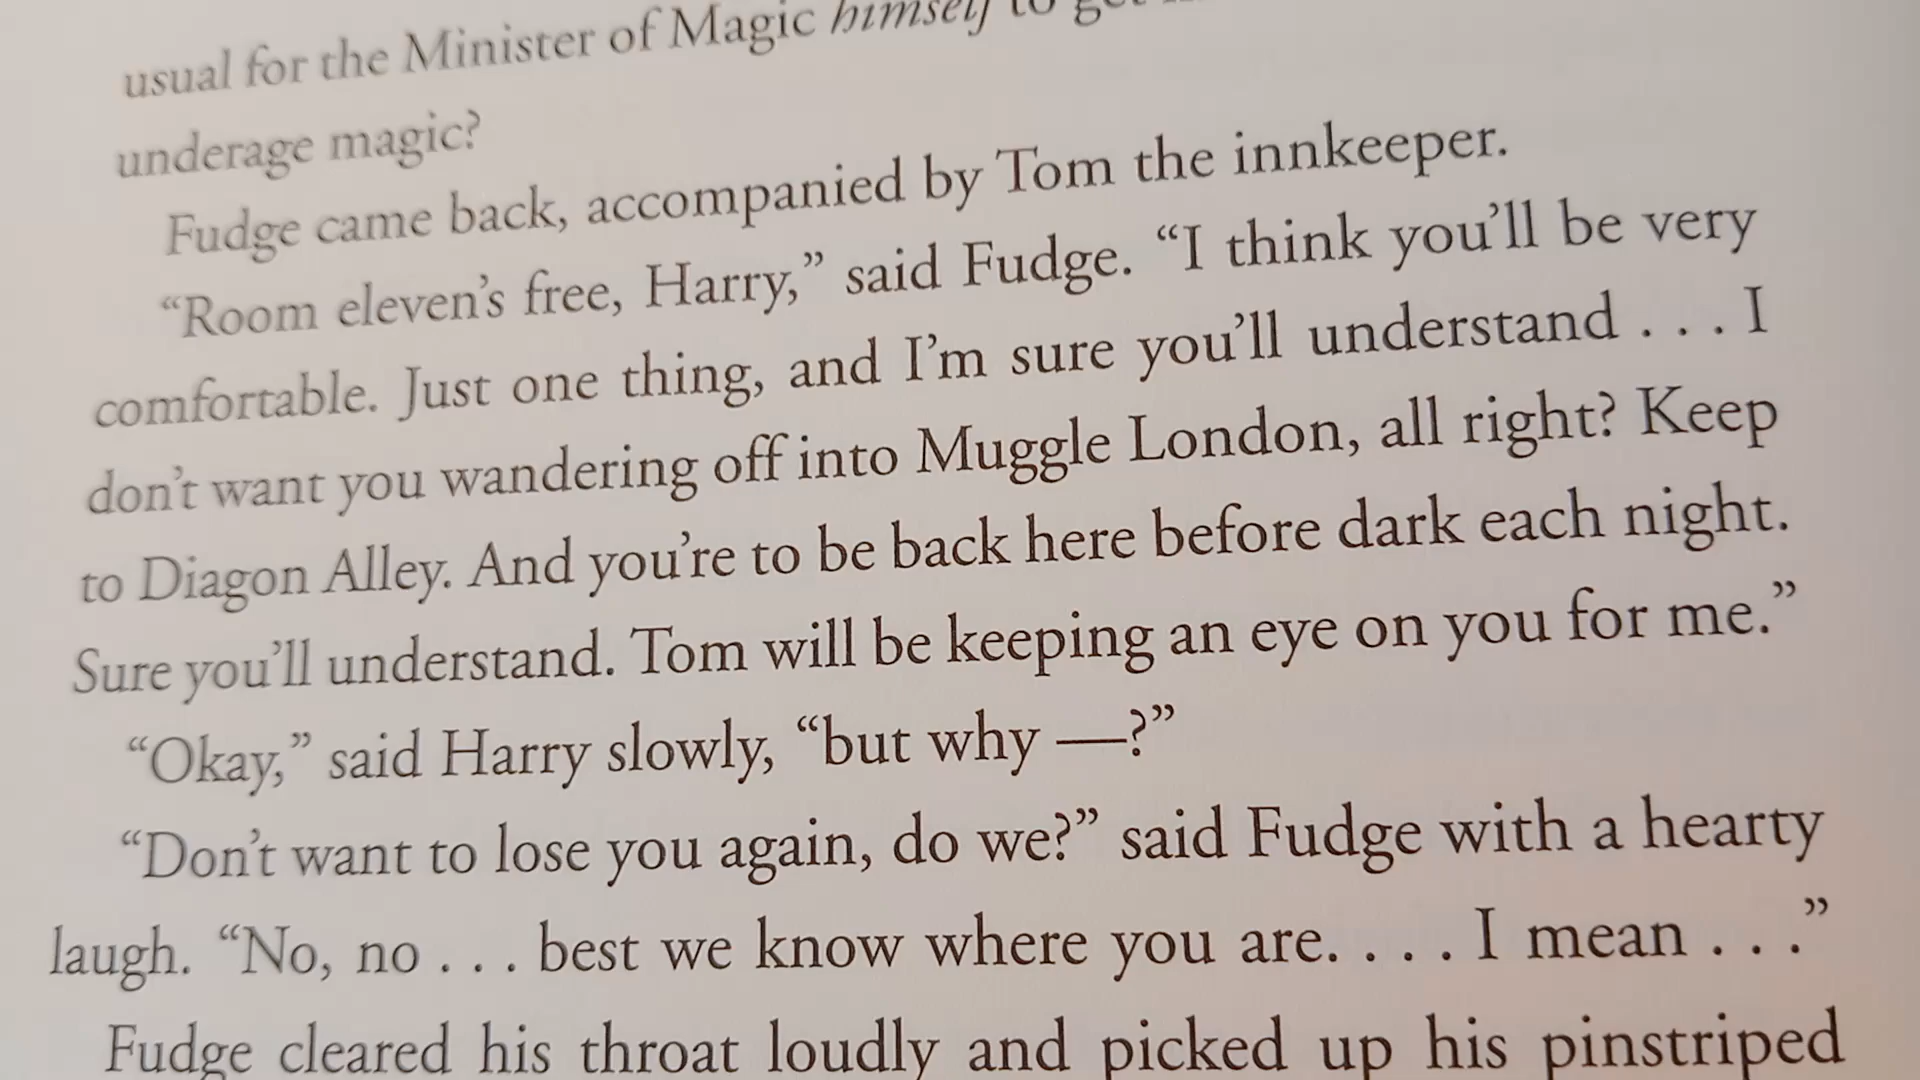 usual for the Minister of Magic himself to get
underage magic?
Fudge came back, accompanied by Tom the innkeeper.
“Room eleven’s free, Harry,” said Fudge. “I think you’ll be very
comfortable. Just one thing, and I’m sure you’ll understand . . . I
don’t want you wandering off into Muggle London, all right? Keep
to Diagon Alley. And you’re to be back here before dark each night.
Sure you’ll understand. Tom will be keeping an eye on you for me.”
“Okay,” said Harry slowly, “but why —?”
“Don’t want to lose you again, do we?” said Fudge with a hearty
laugh. “No, no . . . best we know where you are. . . . I mean . . .”
Fudge cleared his throat loudly and picked up his pinstriped